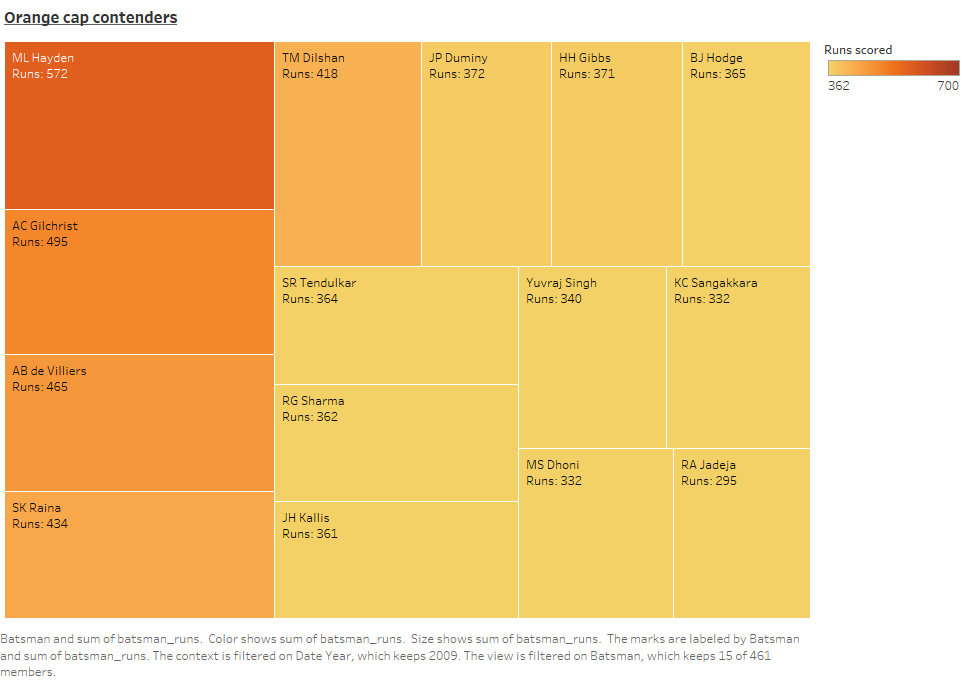 Orange cap contenders
ML Hayden
Runs: 572
AC Gilchrist
Runs: 495
AB de Villiers
Runs: 465
SK Raina
Runs: 434
TM Dilshan
Runs: 418
JP Duminy
Runs: 372
HH Gibbs
Runs: 371
BJ Hodge
Runs: 365
SR Tendulkar
Runs: 364
RG Sharma
Runs: 362
JH Kallis
Runs: 361
Yuvraj Singh
Runs: 340
KC Sangakkara
Runs: 332
MS Dhoni
Runs: 332
RA Jadeja
Runs: 295
Runs scored
362 700
Batsman and sum of batsman_runs.  Color shows sum of batsman_runs.  Size shows sum of batsman_runs.  The marks are labeled by Batsman
and sum of batsman_runs. The context is filtered on Date Year, which keeps 2009. The view is filtered on Batsman, which keeps 15 of 461
members.